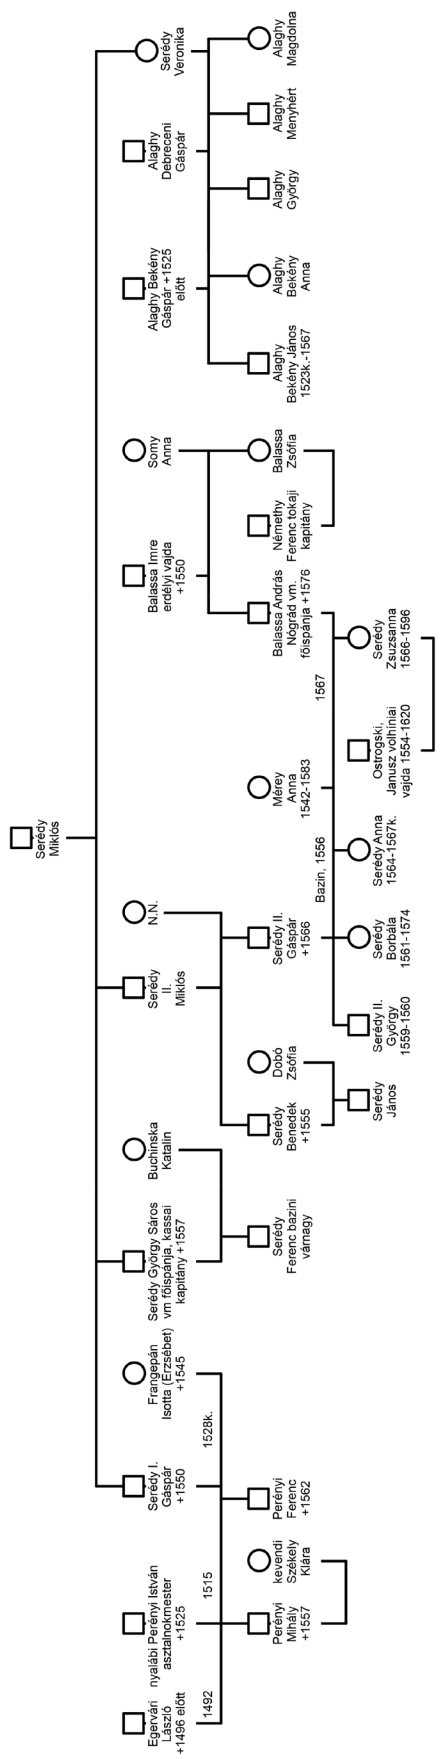 Serédy
Miklós
Egervári
László
+1496 előtt
nyalábi Perényi István
asztalnokmester
+1525
Serédy I.
Gáspár
+1550
Frangepán
Isotta (Erzsébet)
+1545
Serédy György Sáros
vm főispánja, kassai
kapitány +1557
Buchinska
Katalin
Serédy
II.
Miklós
N.N.
Balassa Imre
erdélyi vajda
+1550
Somy
Anna
Alaghy Bekény
Gáspár +1525
előtt
Alaghy
Debreceni
Gáspár
Serédy
Veronika
1492
1515
1528k.
Perényi
Mihály
+1557
kevendi
Székely
Klára
Perényi
Ferenc
+1562
Serédy
Ferenc bazini
várnagy
Serédy
Benedek
+1555
Dobó
Zsófia
Serédy II.
Gáspár
+1566
Mérey
Anna
1542-1583
Balassa András
Nógrád vm.
főispánja +1576
Némethy
Ferenc tokaji
kapitány
Balassa
Zsófia
Alaghy
Bekény János
1523k.-1567
Alaghy
Bekény
Anna
Alaghy
György
Alaghy
Menyhért
Alaghy
Magdolna
Bazin, 1556
1567
Serédy
János
Serédy II.
György
1559-1560
Serédy
Borbála
1561-1574
Serédy Anna
1564-1567k.
Ostrogski,
Janusz volhíniai
vajda 1554-1620
Serédy
Zsuzsanna
1566-1596